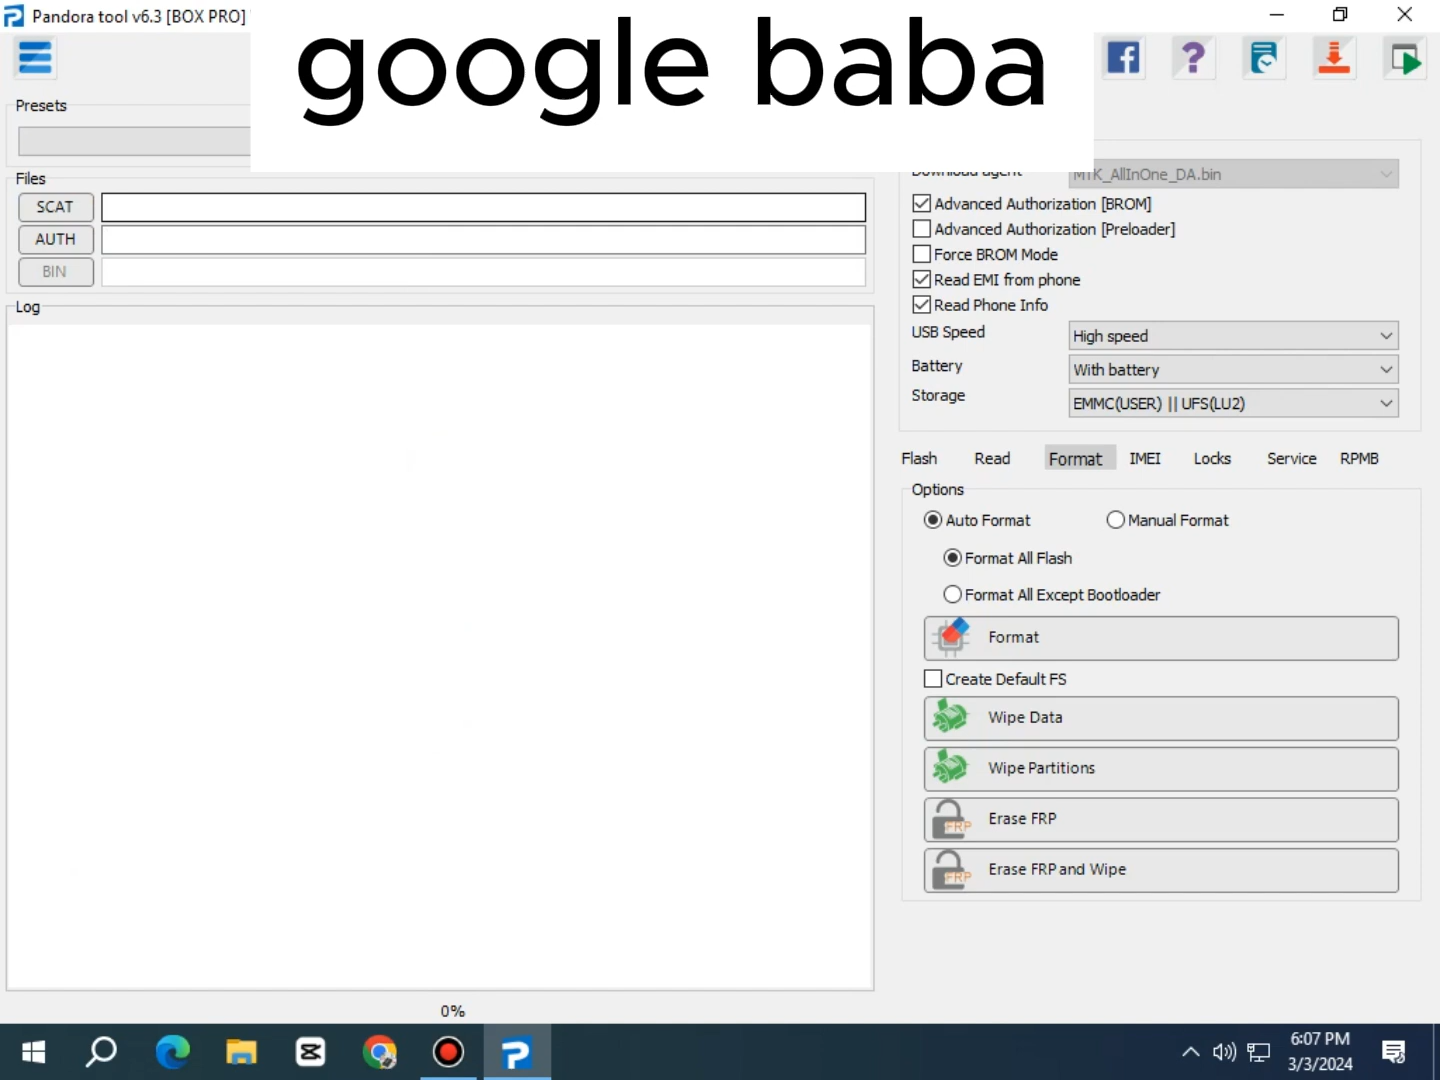 Pandora tool v6.3 [BOX PRO]
google baba
Presets
Files
SCAT
AUTH
BIN
Log
0%
Download agent MTK_AllInOne_DA.bin
Advanced Authorization [BROM]
Advanced Authorization [Preloader]
Force BROM Mode
Read EMI from phone
Read Phone Info
USB Speed High speed
Battery With battery
Storage EMMC(USER) || UFS(LU2)
Flash Read Format IMEI Locks Service RPMB
Options
Auto Format Manual Format
Format All Flash
Format All Except Bootloader
Format
Create Default FS
Wipe Data
Wipe Partitions
FRP Erase FRP
FRP Erase FRP and Wipe
6:07 PM
3/3/2024